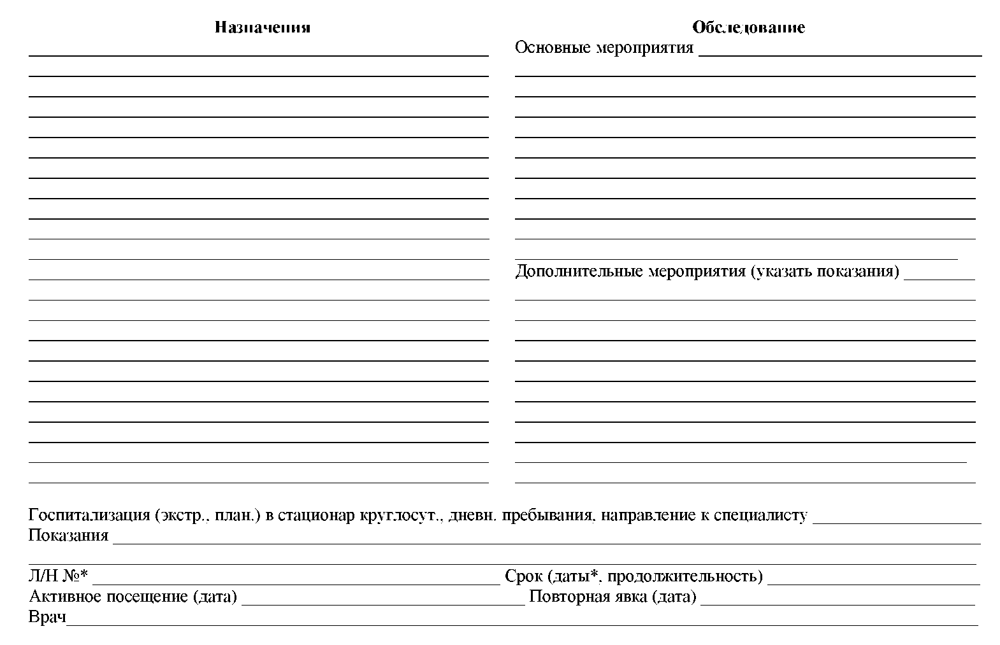 Назначения
Обследование
Основные мероприятия
Дополнительные мероприятия (указать показания)
Госпитализация (экстр., план.) в стационар круглосут., дневн. пребывания, направление к специалисту
Показания
Л/Н №* Срок (даты*, продолжительность)
Активное посещение (дата) Повторная явка (дата)
Врач